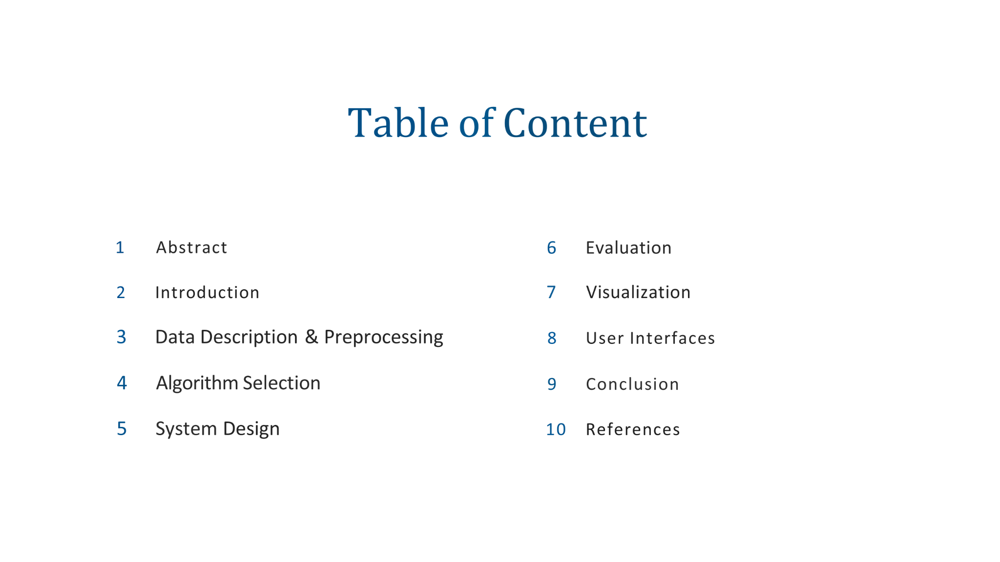 Table of Content
1 Abstract
2 Introduction
3 Data Description & Preprocessing
4 Algorithm Selection
5 System Design
6 Evaluation
7 Visualization
8 User Interfaces
9 Conclusion
10 References